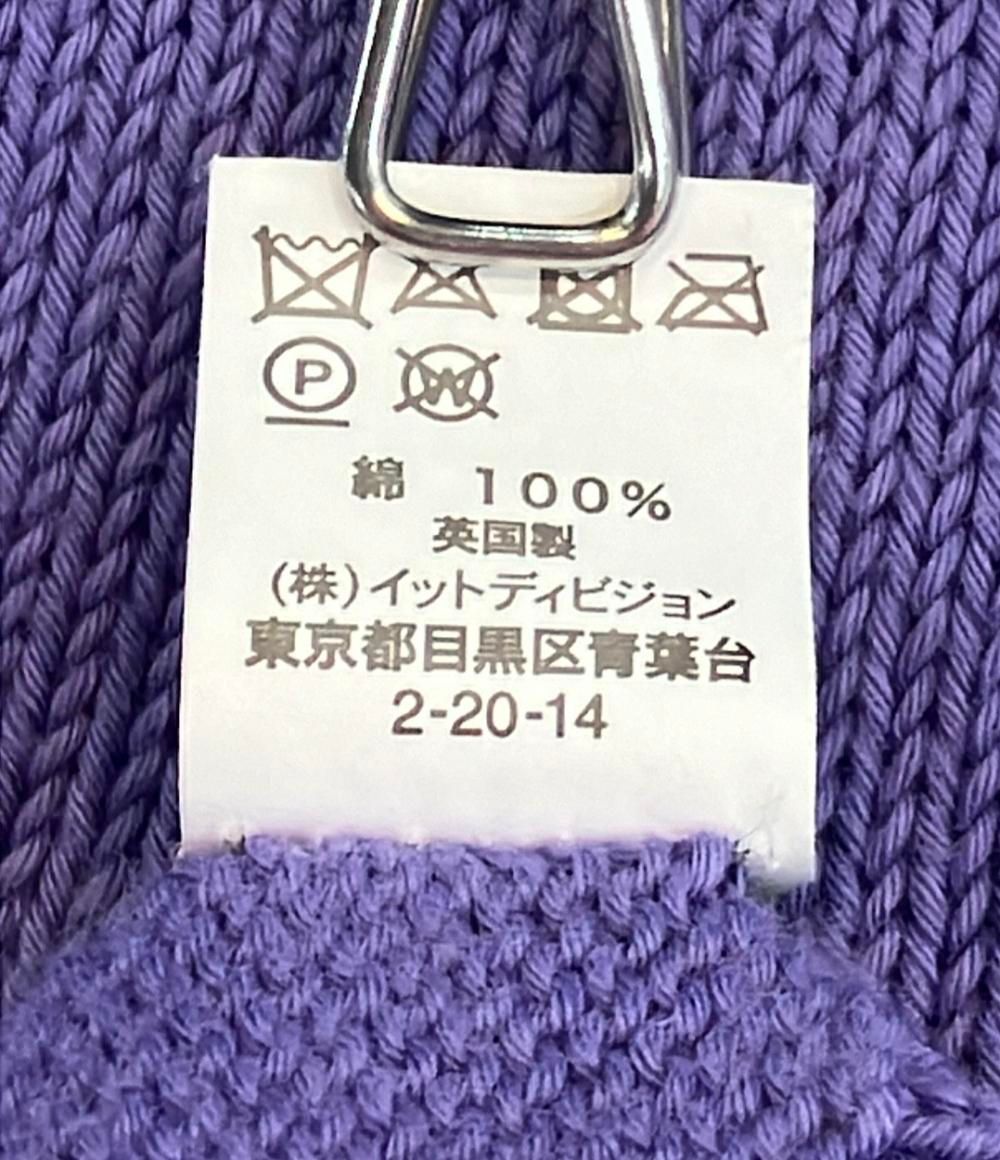 P W
綿 100%
英国製
(株)イットディビジョン
東京都目黒区青葉台
2-20-14